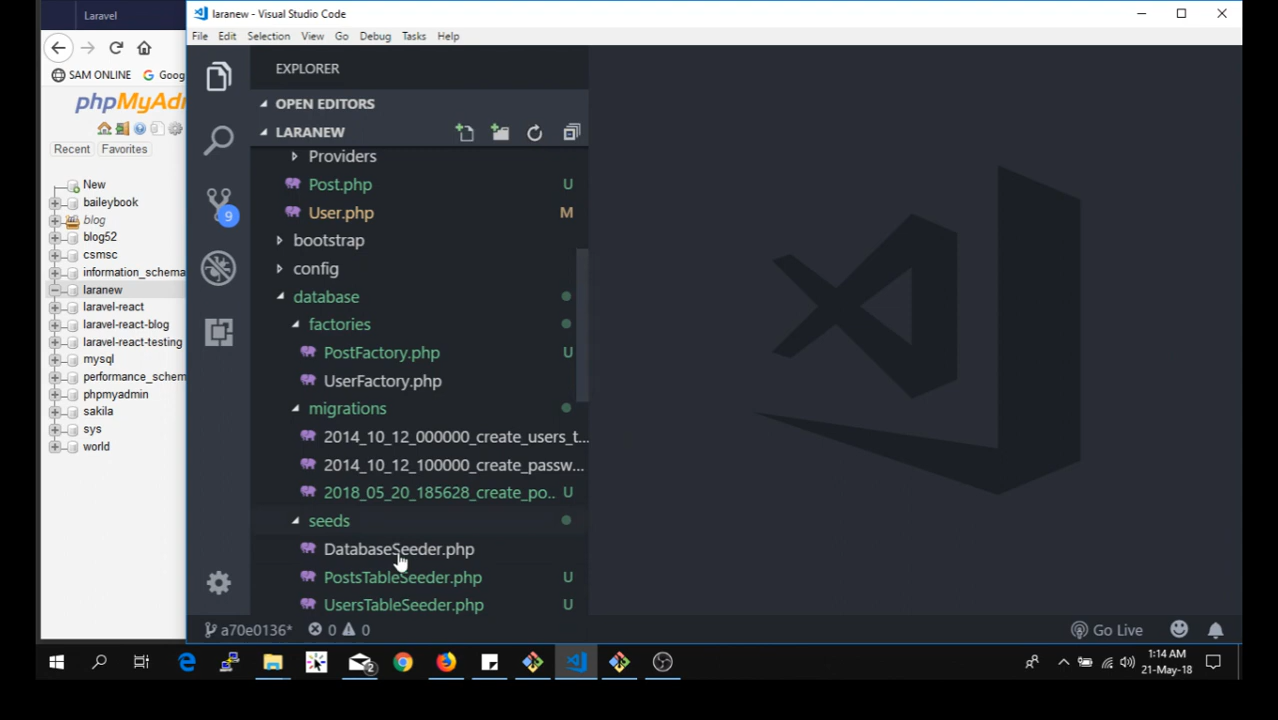 Laravel
laranew - Visual Studio Code
File Edit Selection View Go Debug Tasks Help
SAM ONLINE Goog
phpMyAd
Recent Favorites
New
baileybook
blog
blog52
csmsc
information_schema
laranew
laravel-react
laravel-react-blog
laravel-react-testing
mysql
performance_schem
phpmyadmin
sakila
sys
world
EXPLORER
OPEN EDITORS
LARANEW
Providers
Post.php U
User.php M
bootstrap
config
database
factories
PostFactory.php U
UserFactory.php
migrations
2014_10_12_000000_create_users_t...
2014_10_12_100000_create_passw...
2018_05_20_185628_create_po... U
seeds
DatabaseSeeder.php
PostsTableSeeder.php U
UsersTableSeeder.php U
9
a70e0136* 0 0 Go Live
2
1:14 AM
21-May-18